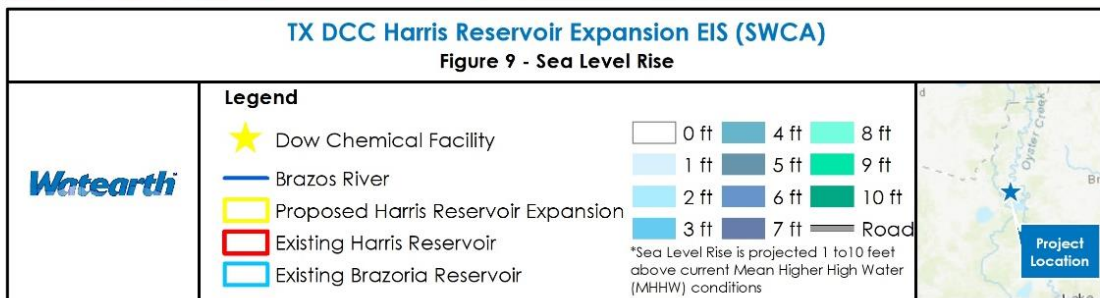 TX DCC Harris Reservoir Expansion EIS (SWCA)
Figure 9 - Sea Level Rise
Watearth
Legend
Dow Chemical Facility
Brazos River
Proposed Harris Reservoir Expansion
Existing Harris Reservoir
Existing Brazoria Reservoir
0 ft
1 ft
2 ft
3 ft
4 ft
5 ft
6 ft
7 ft
8 ft
9 ft
10 ft
Road
*Sea Level Rise is projected 1 to10 feet
above current Mean Higher High Water
(MHHW) conditions
Oyster Creek
Project
Location